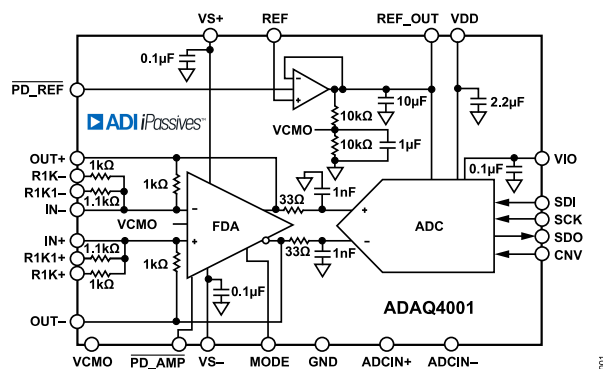 VS+ REF REF_OUT VDD
0.1µF
PD_REF
10µF
2.2µF
ADI iPassives™
10kΩ
VCMO
10kΩ
1µF
OUT+
1kΩ
R1K–
R1K1–
1.1kΩ
IN–
1kΩ
VIO
0.1µF
1nF
33Ω
VCMO
FDA
ADC
SDI
SCK
SDO
CNV
IN+
1.1kΩ
R1K1+
R1K+
1kΩ
1kΩ
33Ω
1nF
0.1µF
OUT–
ADAQ4001
VCMO PD_AMP VS– MODE GND ADCIN+ ADCIN–
001